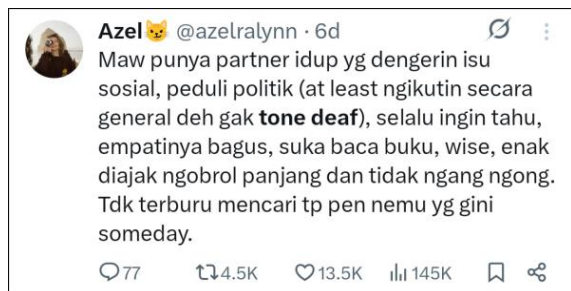 Azel😼 @azelralynn · 6d
Maw punya partner idup yg dengerin isu
sosial, peduli politik (at least ngikutin secara
general deh gak tone deaf), selalu ingin tahu,
empatinya bagus, suka baca buku, wise, enak
diajak ngobrol panjang dan tidak ngang ngong.
Tdk terburu mencari tp pen nemu yg gini
someday.
77 4.5K 13.5K 145K